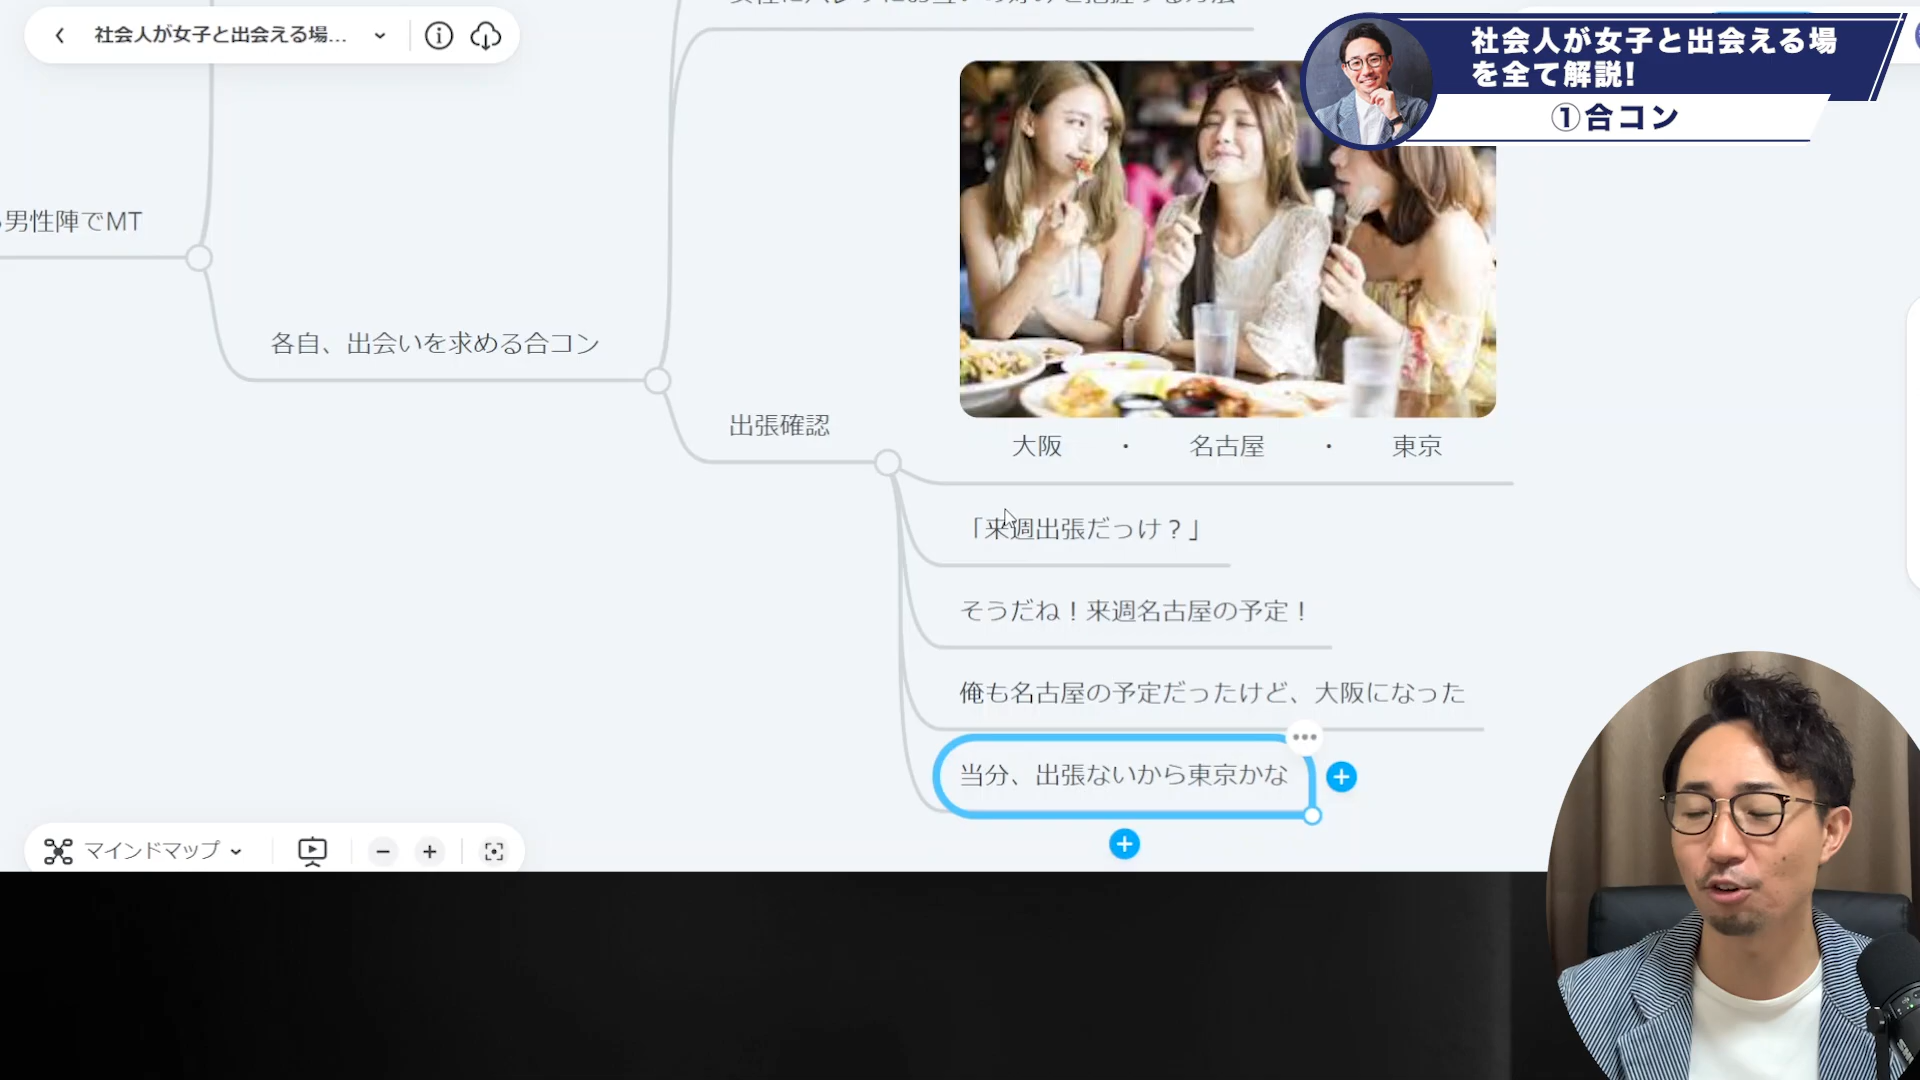 社会人が女子と出会える場...
社会人が女子と出会える場
を全て解説!
①合コン
男性陣でMT
各自、出会いを求める合コン
出張確認
大阪 ・ 名古屋 ・ 東京
「来週出張だっけ？」
そうだね！来週名古屋の予定！
俺も名古屋の予定だったけど、大阪になった
当分、出張ないから東京かな
マインドマップ